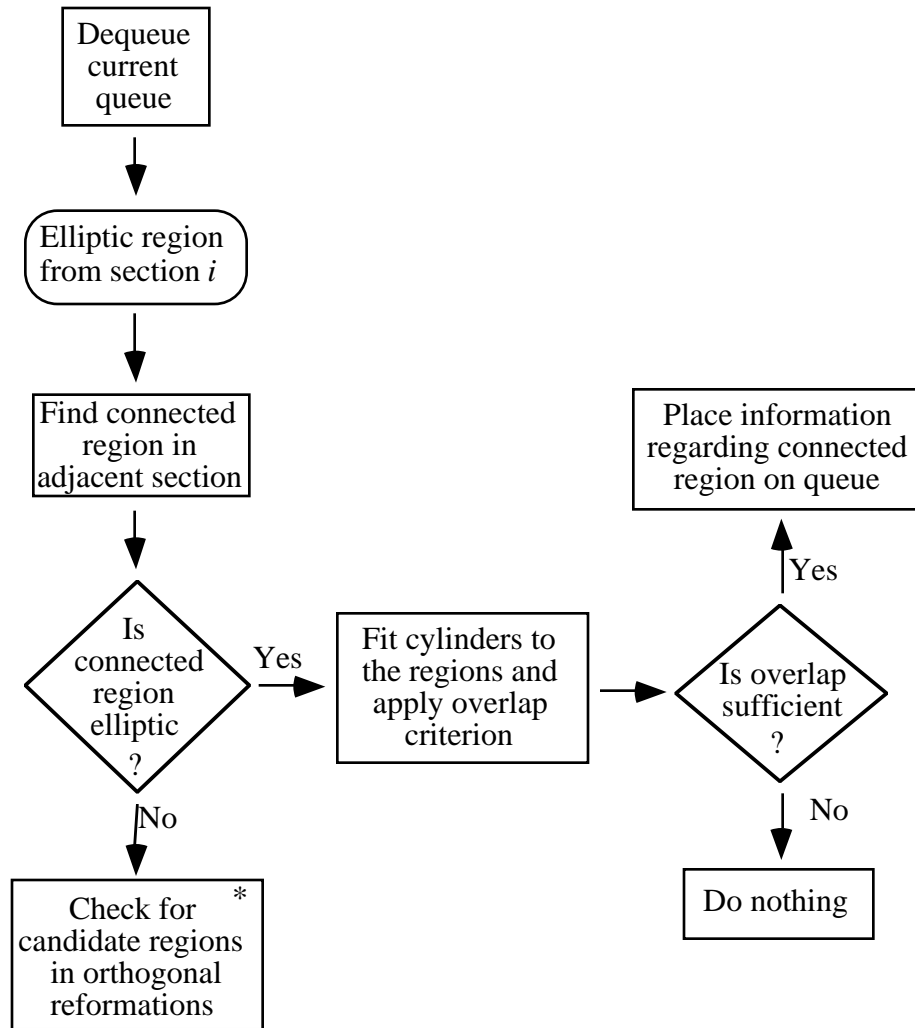 Dequeue
current
queue
Elliptic region
from section i
Find connected
region in
adjacent section
Place information
regarding connected
region on queue
Yes
Is
connected
region
elliptic
?
Yes
Fit cylinders to
the regions and
apply overlap
criterion
Is overlap
sufficient
?
No
No
Check for *
candidate regions
in orthogonal
reformations
Do nothing